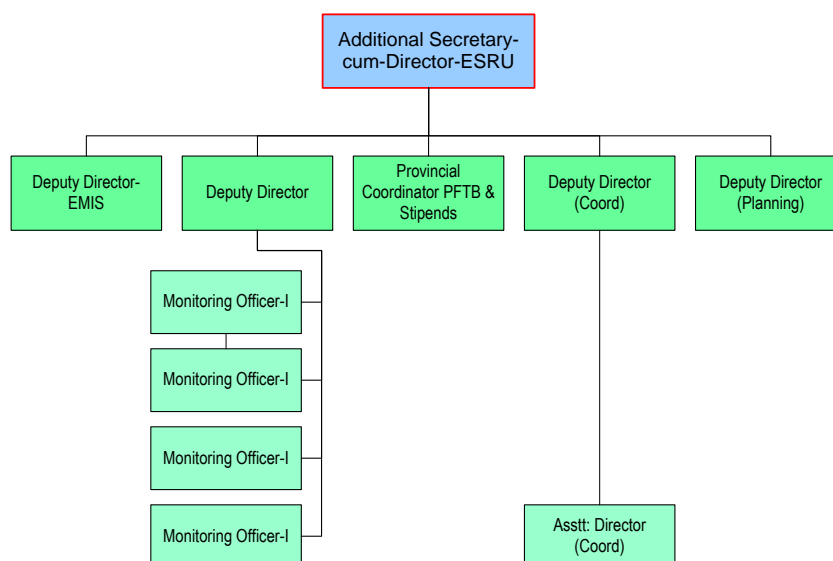 Additional Secretary-
cum-Director-ESRU
Deputy Director-
EMIS
Deputy Director
Provincial
Coordinator PFTB &
Stipends
Deputy Director
(Coord)
Deputy Director
(Planning)
Monitoring Officer-I
Monitoring Officer-I
Monitoring Officer-I
Monitoring Officer-I
Asstt: Director
(Coord)